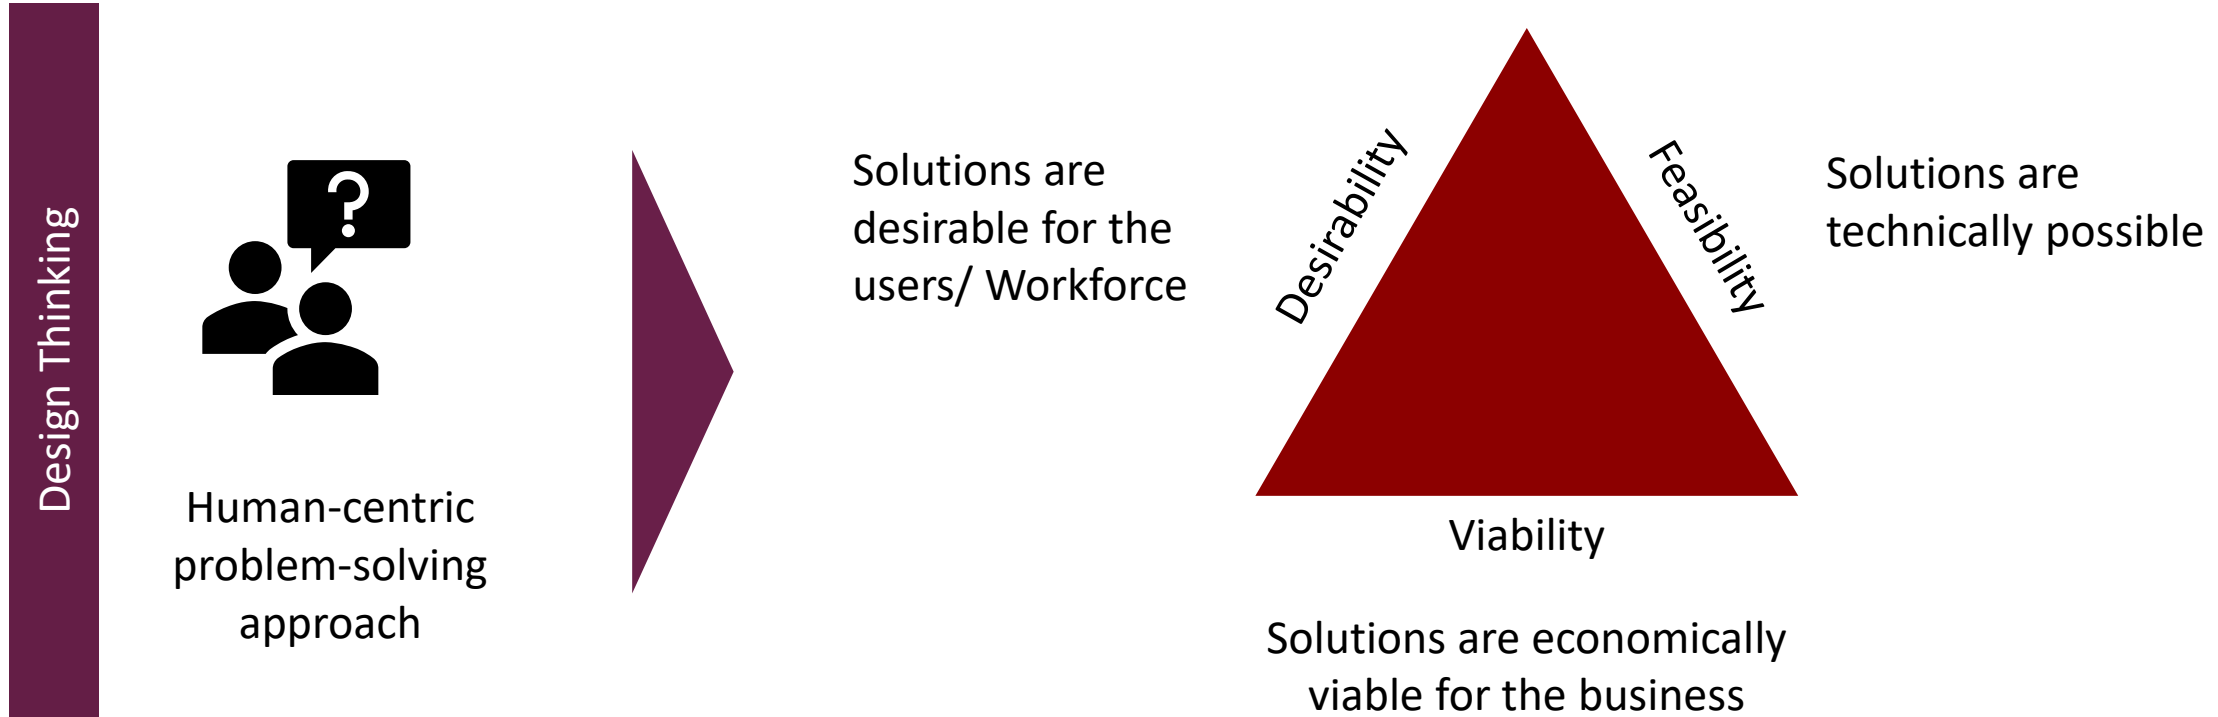 Design Thinking
?
Human-centric
problem-solving
approach
Solutions are
desirable for the
users/ Workforce
Desirability
Feasibility
Solutions are
technically possible
Viability
Solutions are economically
viable for the business